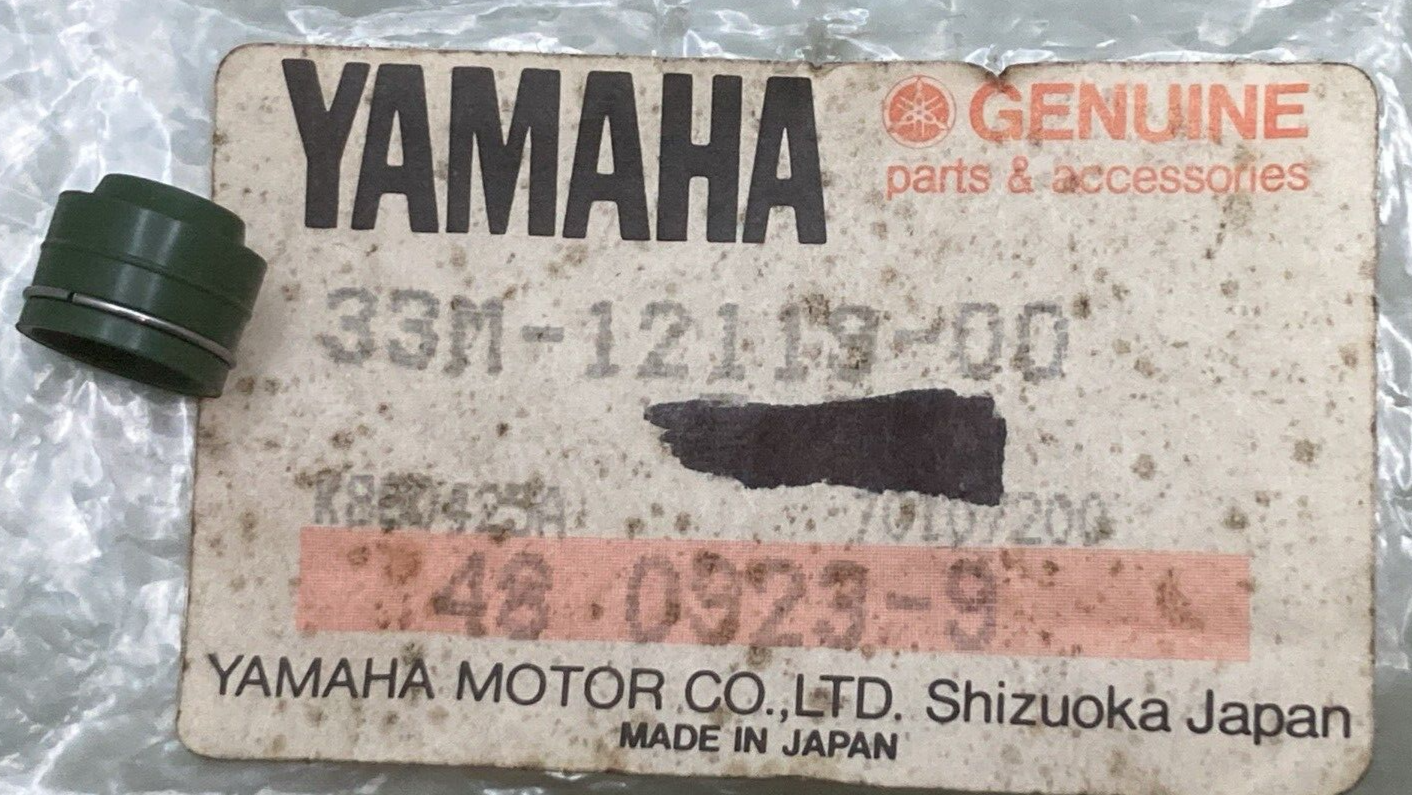 YAMAHA
GENUINE
parts & accessories
33M-12119-00
48 0923-9
YAMAHA MOTOR CO.,LTD. Shizuoka Japan
MADE IN JAPAN